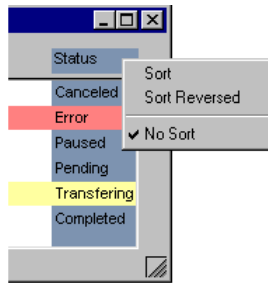 Status
Sort
Sort Reversed
No Sort
Canceled
Error
Paused
Pending
Transfering
Completed